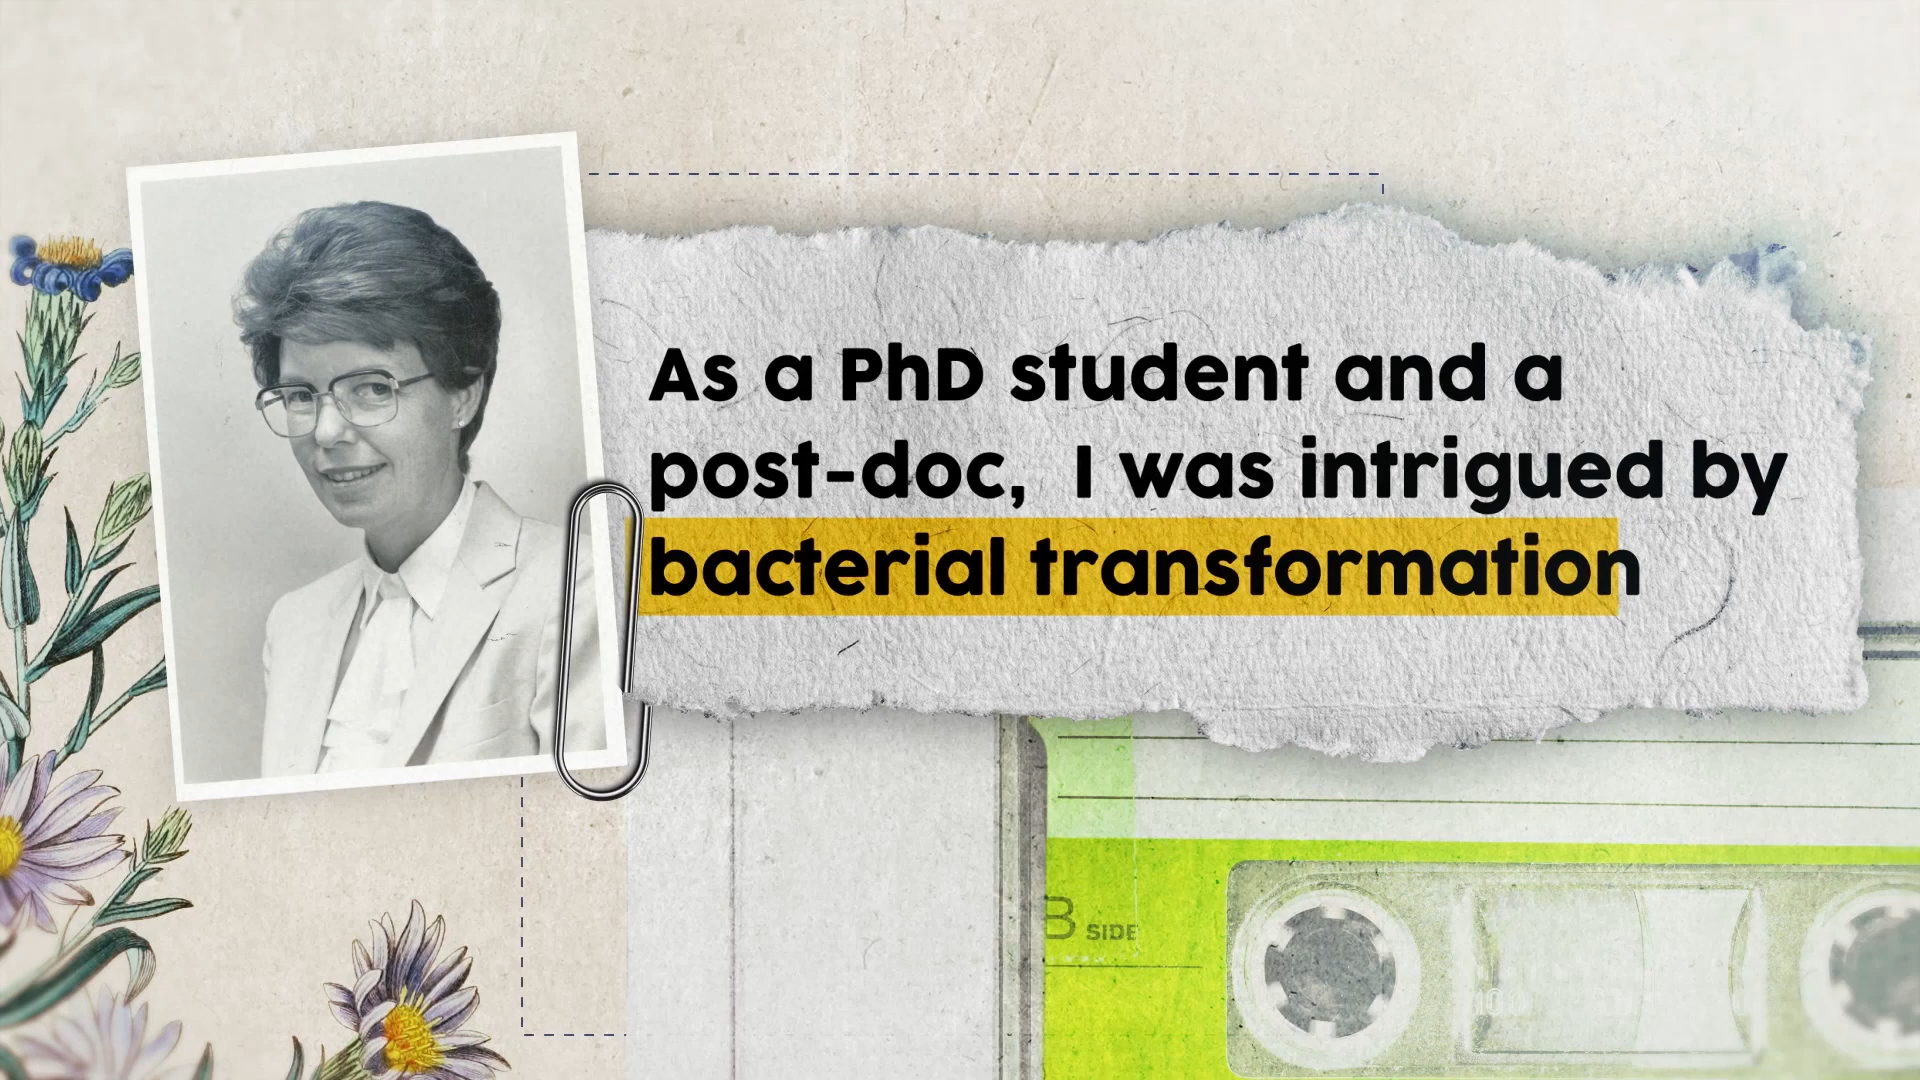 As a PhD student and a
post-doc,  I was intrigued by
bacterial transformation
B SIDE